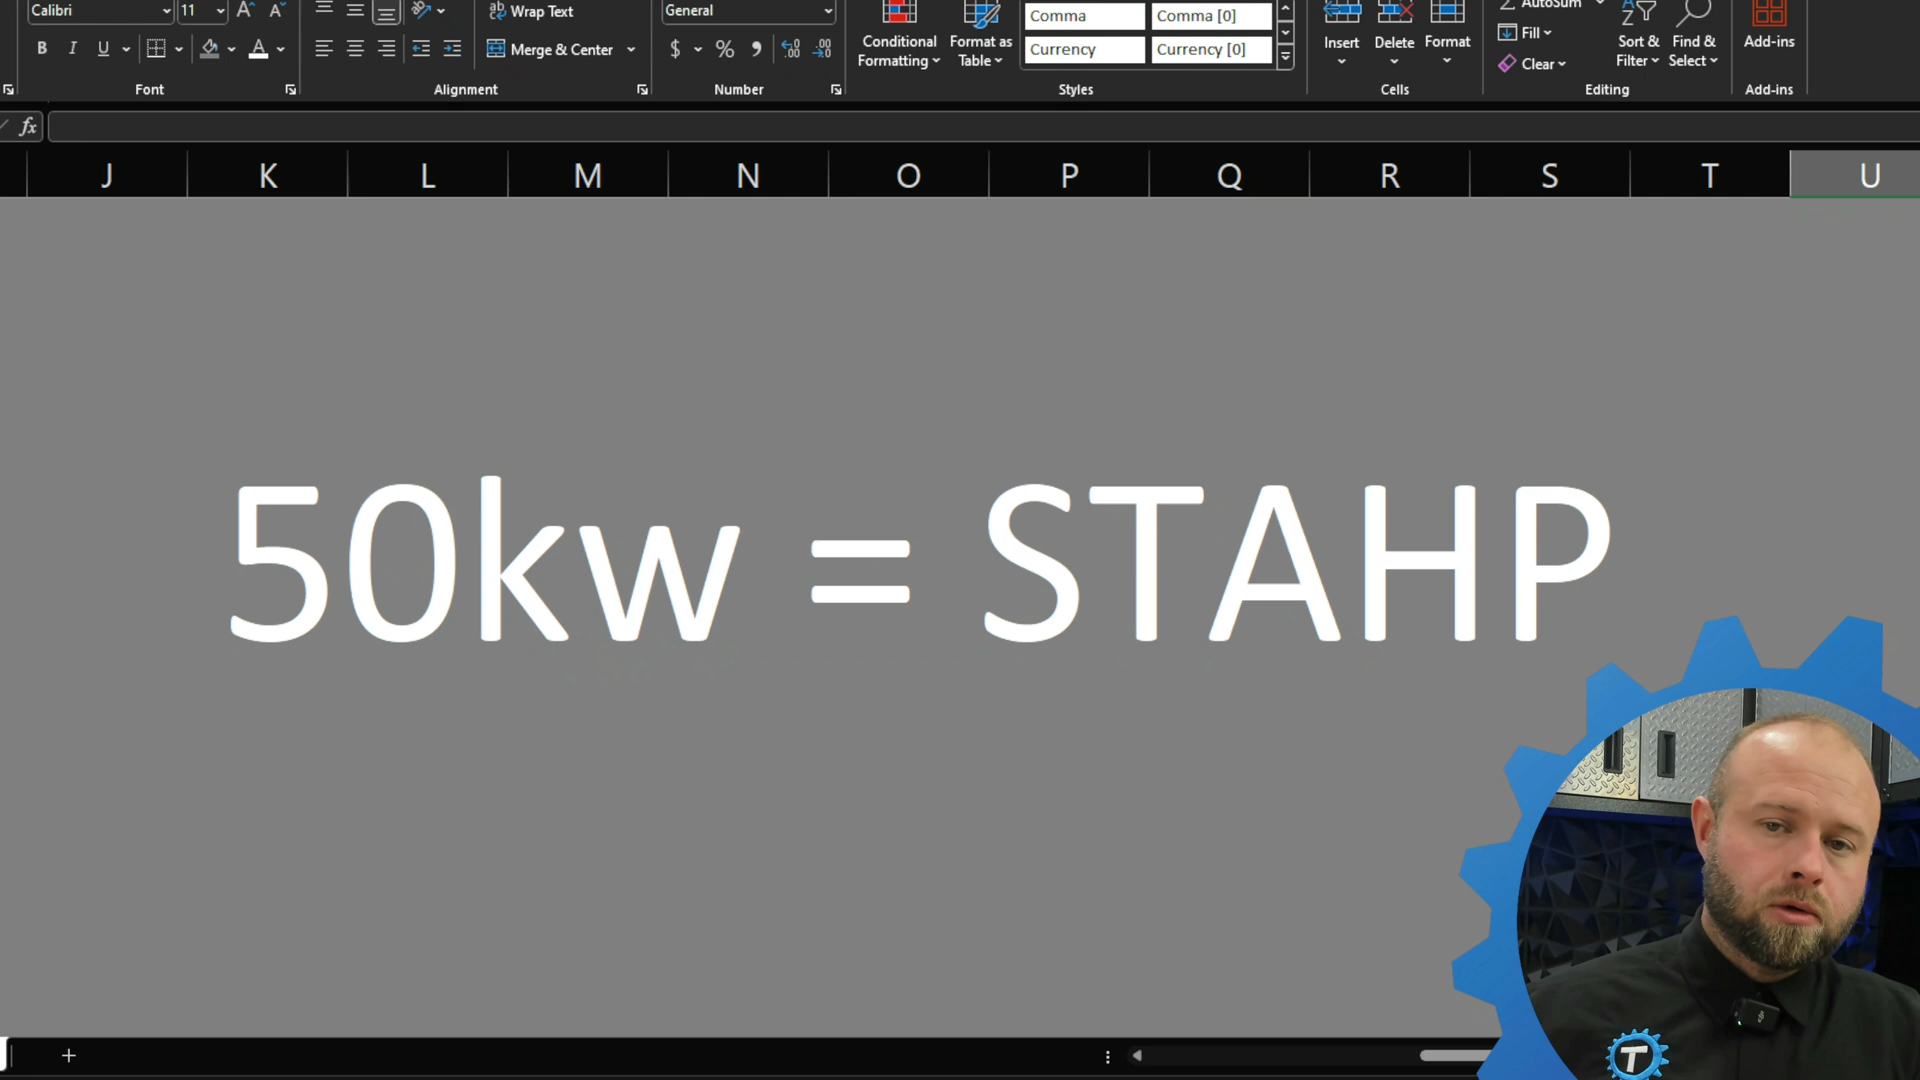 Calibri 11 Wrap Text General Comma Comma [0] AutoSum
B I U Merge & Center $ % Conditional Formatting Format as Table Currency Currency [0] Insert Delete Format Fill Clear Sort & Filter Find & Select Add-ins
Font Alignment Number Styles Cells Editing Add-ins
fx
J K L M N O P Q R S T U
50kw = STAHP
T